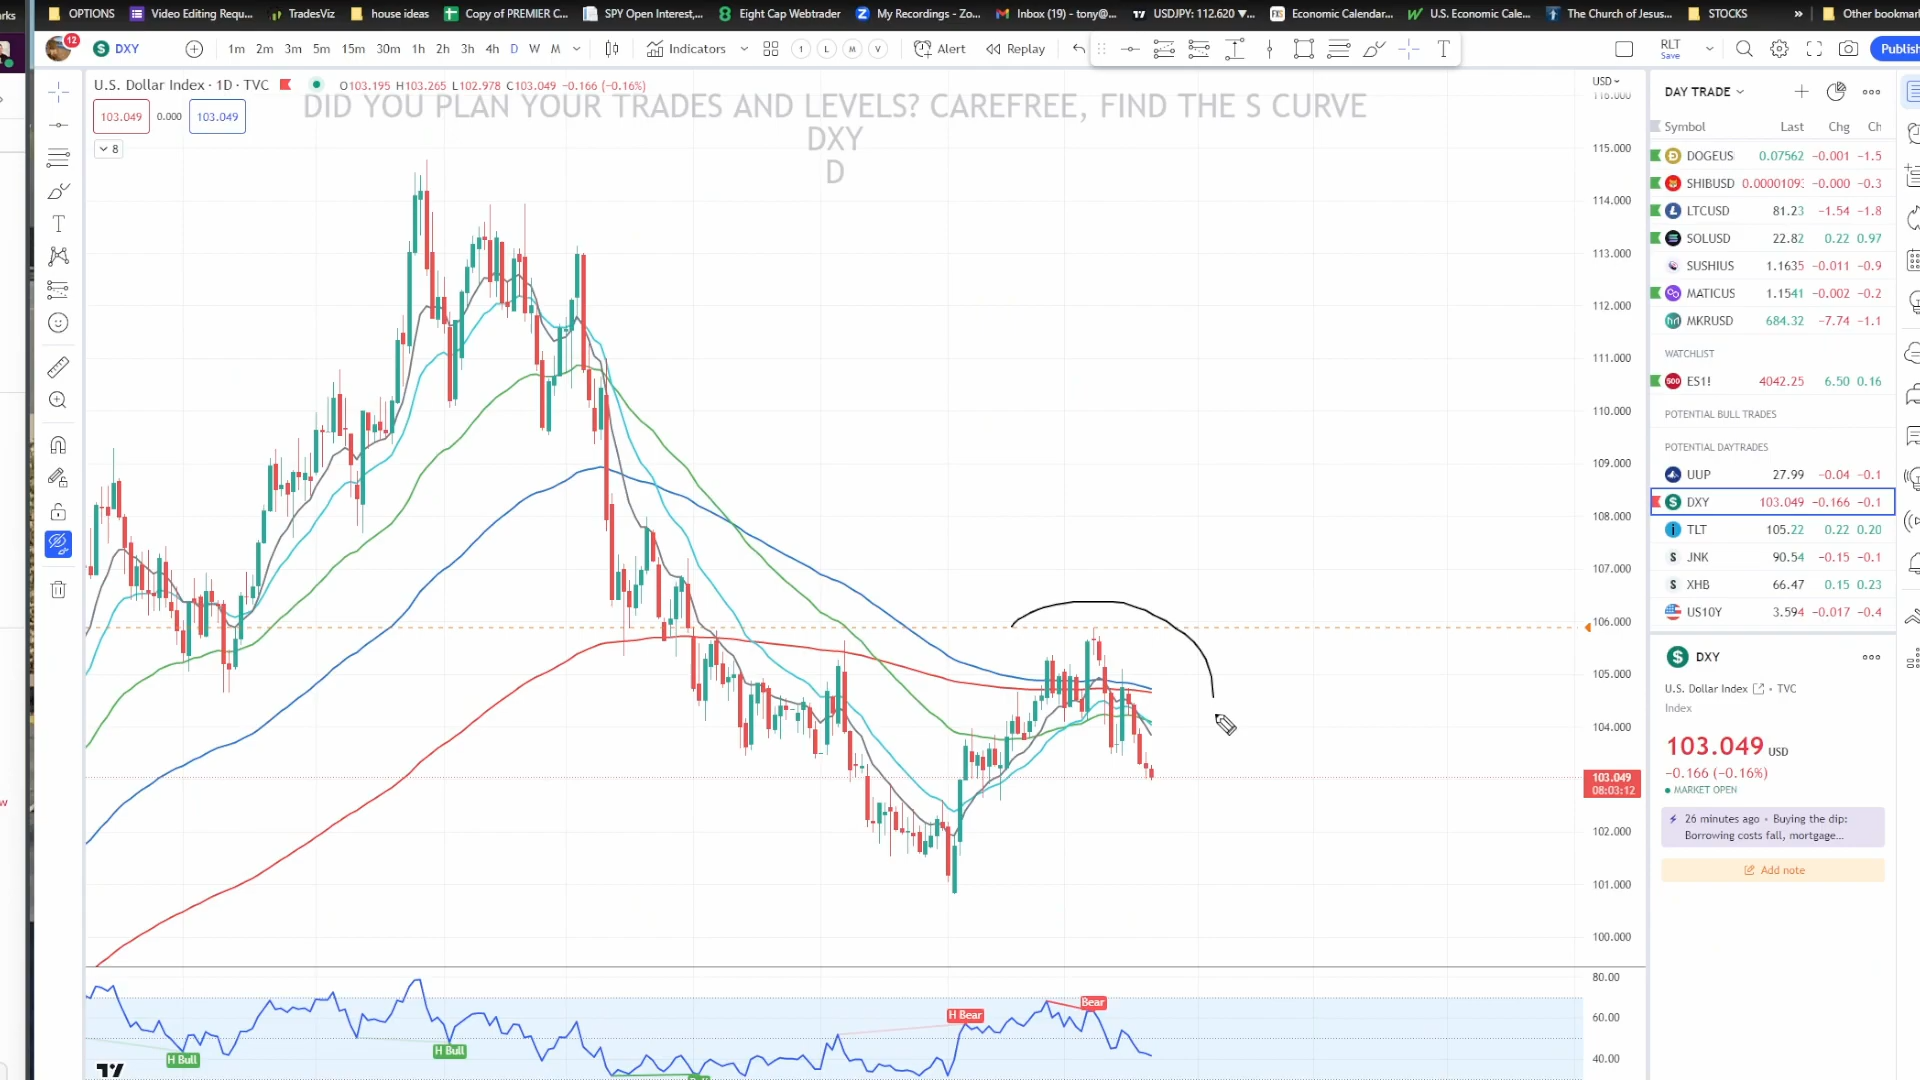 arks
OPTIONS
Video Editing Requ...
TradesViz
house ideas
Copy of PREMIER C...
SPY Open Interest,...
Eight Cap Webtrader
My Recordings - Zo...
Inbox (19) - tony@...
USDJPY: 112.620 ▼...
Economic Calendar...
U.S. Economic Cale...
The Church of Jesus...
STOCKS
»
Other bookmar
12
DXY
1m 2m 3m 5m 15m 30m 1h 2h 3h 4h D W M
Indicators
1 L M V
Alert
Replay
RLT
Save
Publish
U.S. Dollar Index · 1D · TVC
O103.195 H103.265 L102.978 C103.049 −0.166 (−0.16%)
103.049 0.000 103.049
8
DID YOU PLAN YOUR TRADES AND LEVELS? CAREFREE, FIND THE S CURVE
DXY
D
USD
116.000
115.000
114.000
113.000
112.000
111.000
110.000
109.000
108.000
107.000
106.000
105.000
104.000
103.049
08:03:12
102.000
101.000
100.000
80.00
60.00
40.00
H Bull
H Bull
H Bear
Bear
DAY TRADE
Symbol Last Chg Ch
DOGEUS 0.07562 −0.001 −1.5
SHIBUSD 0.00001093 −0.000 −0.3
LTCUSD 81.23 −1.54 −1.8
SOLUSD 22.82 0.22 0.97
SUSHIUS 1.1635 −0.011 −0.9
MATICUS 1.1541 −0.002 −0.2
MKRUSD 684.32 −7.74 −1.1
WATCHLIST
500 ES1! 4042.25 6.50 0.16
POTENTIAL BULL TRADES
POTENTIAL DAYTRADES
UUP 27.99 −0.04 −0.1
DXY 103.049 −0.166 −0.1
TLT 105.22 0.22 0.20
JNK 90.54 −0.15 −0.1
XHB 66.47 0.15 0.23
US10Y 3.594 −0.017 −0.4
DXY
U.S. Dollar Index · TVC
Index
103.049 USD
−0.166 (−0.16%)
MARKET OPEN
26 minutes ago · Buying the dip:
Borrowing costs fall, mortgage...
Add note